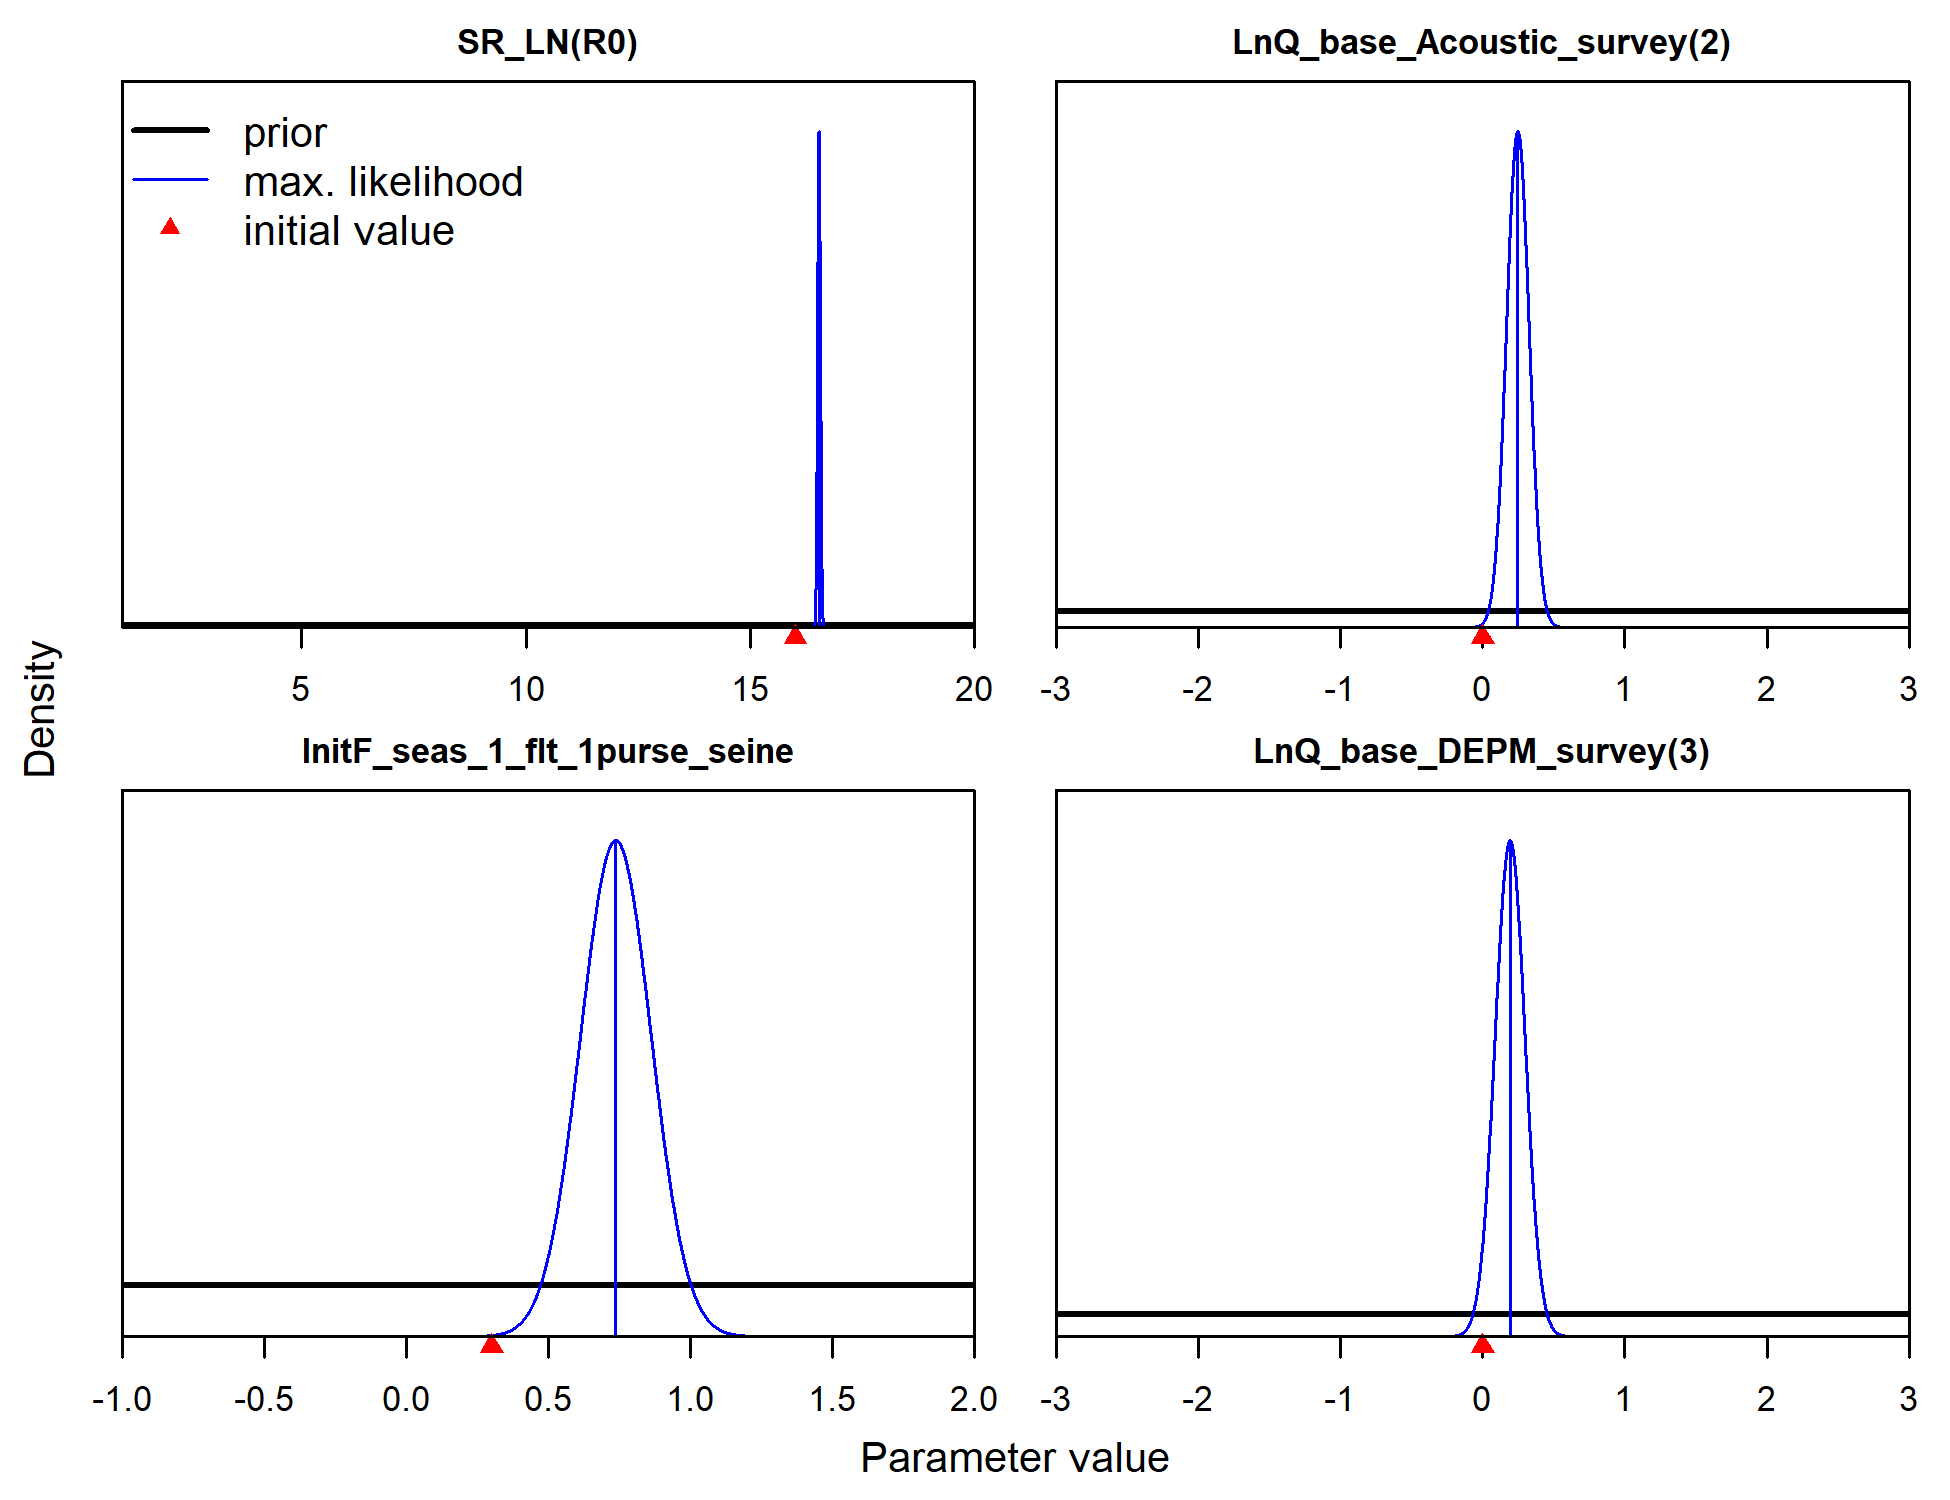 SR_LN(R0)
prior
max. likelihood
initial value
5 10 15 20
LnQ_base_Acoustic_survey(2)
-3 -2 -1 0 1 2 3
Density
InitF_seas_1_flt_1purse_seine
-1.0 -0.5 0.0 0.5 1.0 1.5 2.0
LnQ_base_DEPM_survey(3)
-3 -2 -1 0 1 2 3
Parameter value